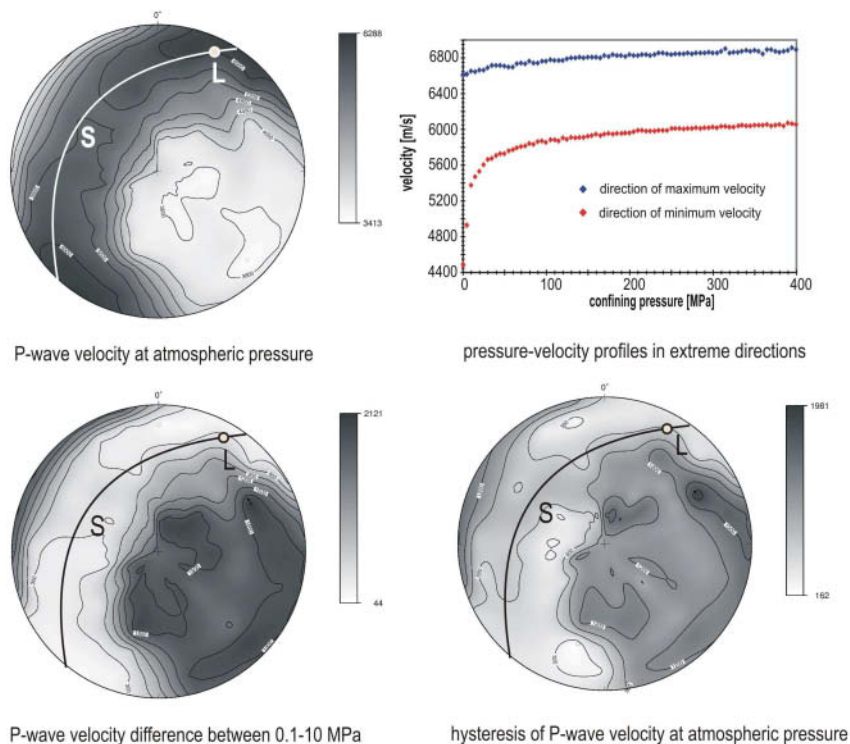 6288
L
S
3413
P-wave velocity at atmospheric pressure
6800
6400
6000
5600
5200
4800
4400
velocity [m/s]
direction of maximum velocity
direction of minimum velocity
0
100
200
300
400
confining pressure [MPa]
pressure-velocity profiles in extreme directions
0°
2121
L
S
44
P-wave velocity difference between 0.1-10 MPa
0°
1981
L
S
162
hysteresis of P-wave velocity at atmospheric pressure